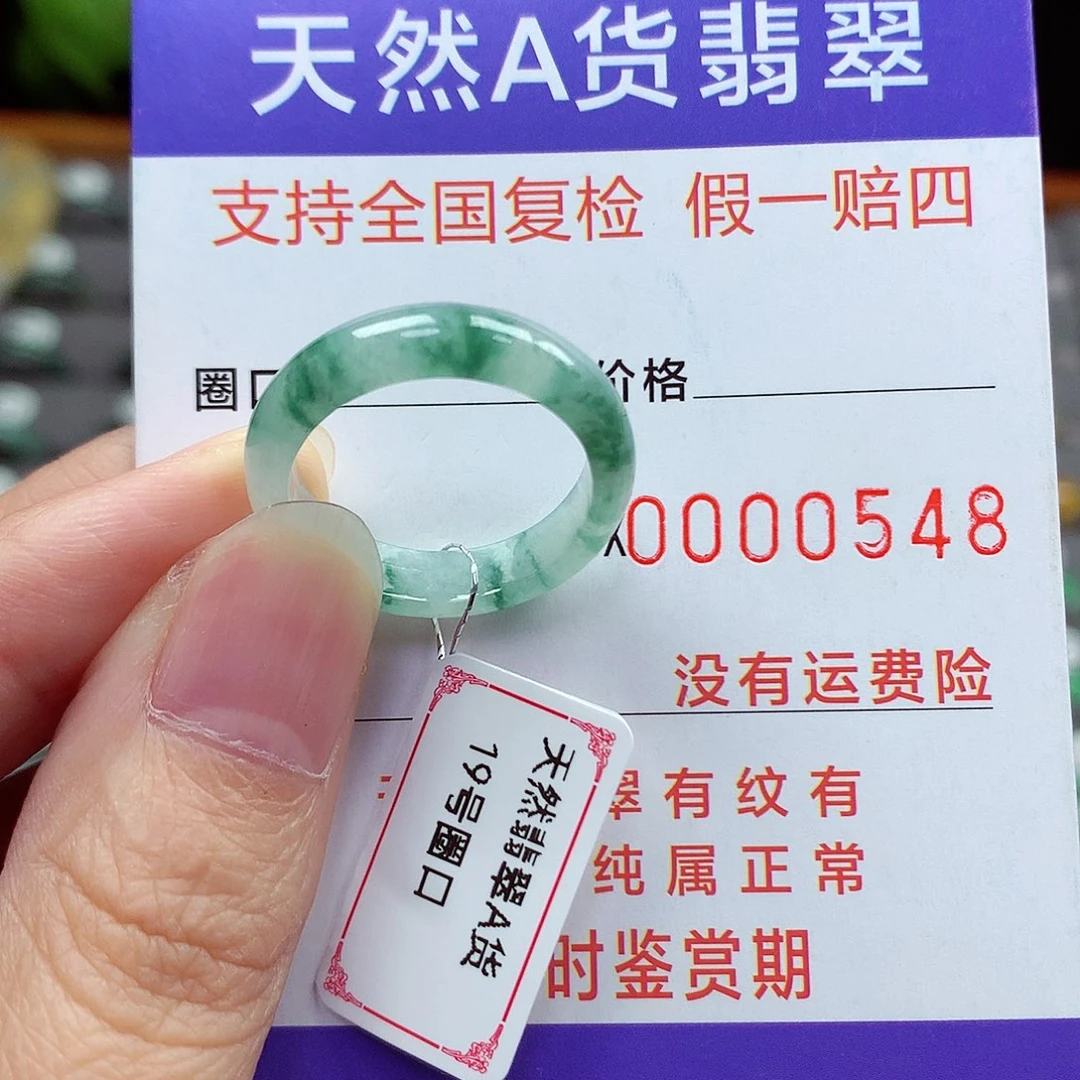 天然A货翡翠
支持全国复检 假一赔四
圈口 价格
X0000548
没有运费险
翠有纹有
纯属正常
时鉴赏期
天然翡翠A货
19号圈口